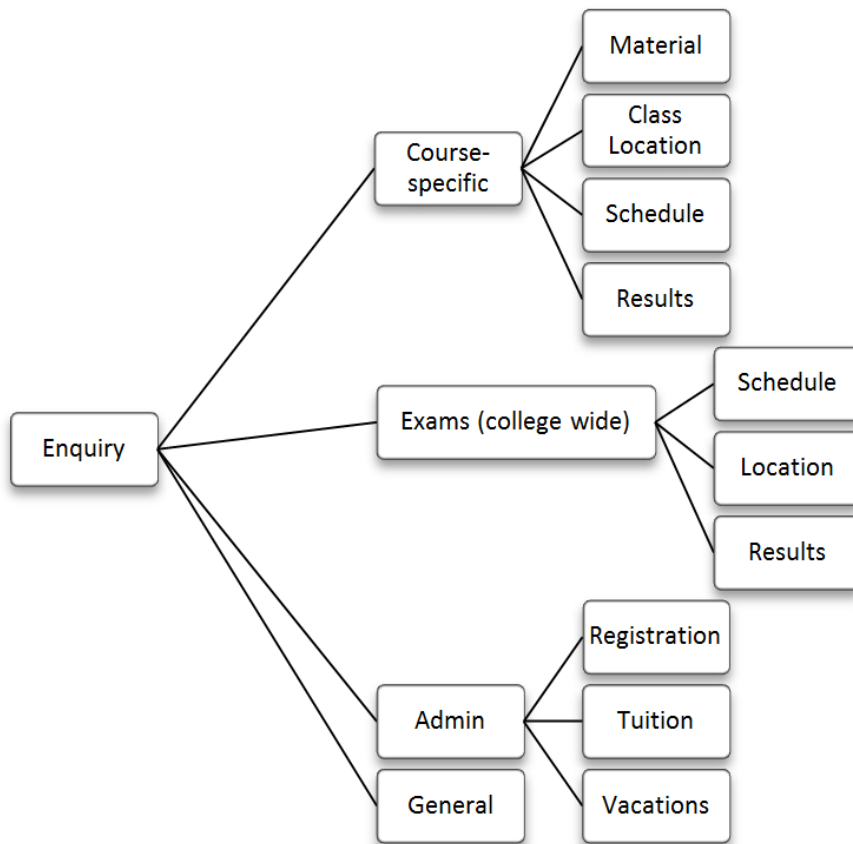 Material
Class
Location
Course-
specific
Schedule
Results
Schedule
Exams (college wide)
Enquiry
Location
Results
Registration
Admin
Tuition
General
Vacations